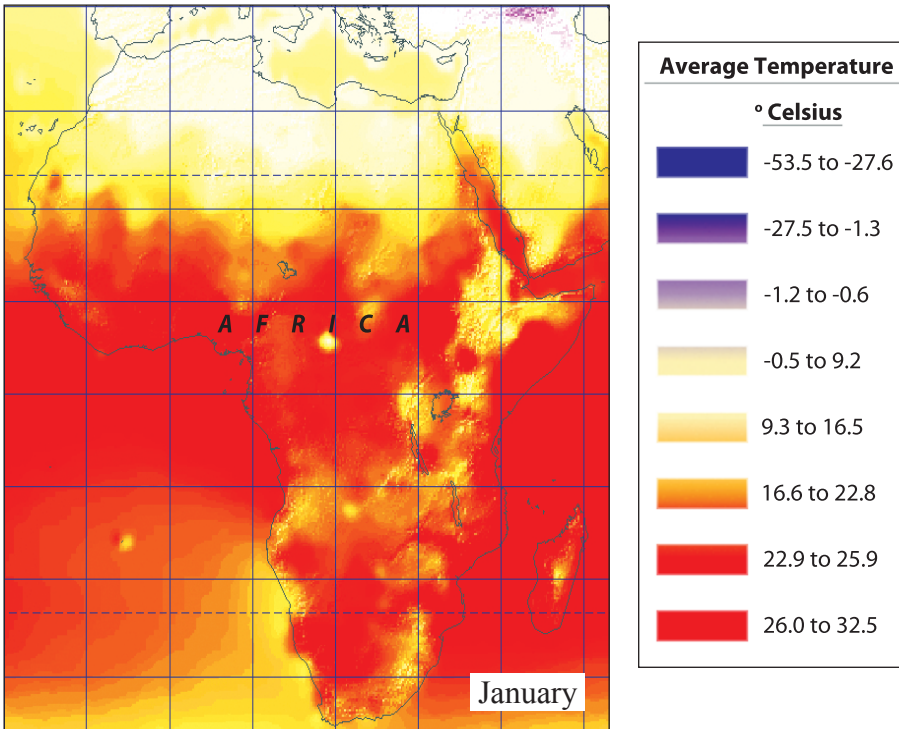 A F R I C A
January
Average Temperature
° Celsius
-53.5 to -27.6
-27.5 to -1.3
-1.2 to -0.6
-0.5 to 9.2
9.3 to 16.5
16.6 to 22.8
22.9 to 25.9
26.0 to 32.5